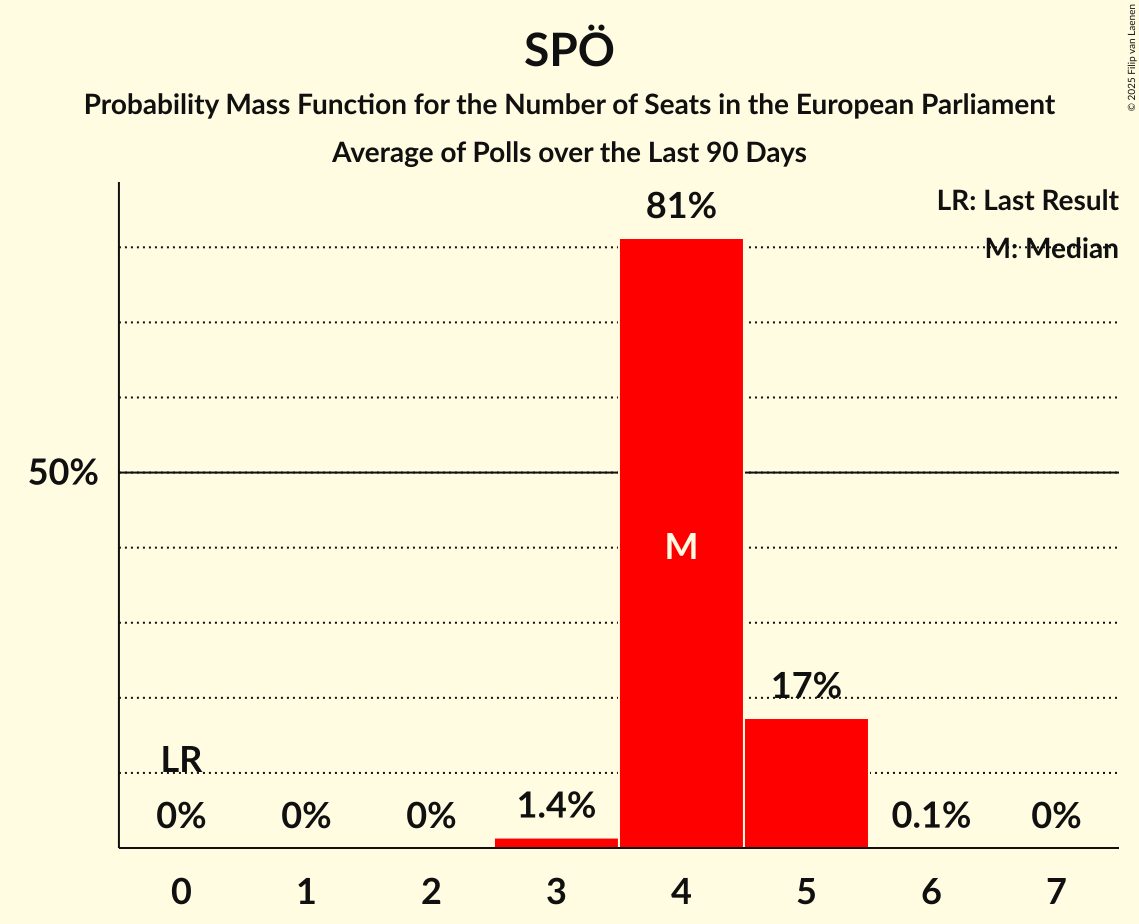 SPÖ
Probability Mass Function for the Number of Seats in the European Parliament
Average of Polls over the Last 90 Days
© 2025 Filip van Laenen
LR: Last Result
M: Median
81%
50%
M
17%
LR
0%
0%
0%
1.4%
0.1%
0%
0
1
2
3
4
5
6
7